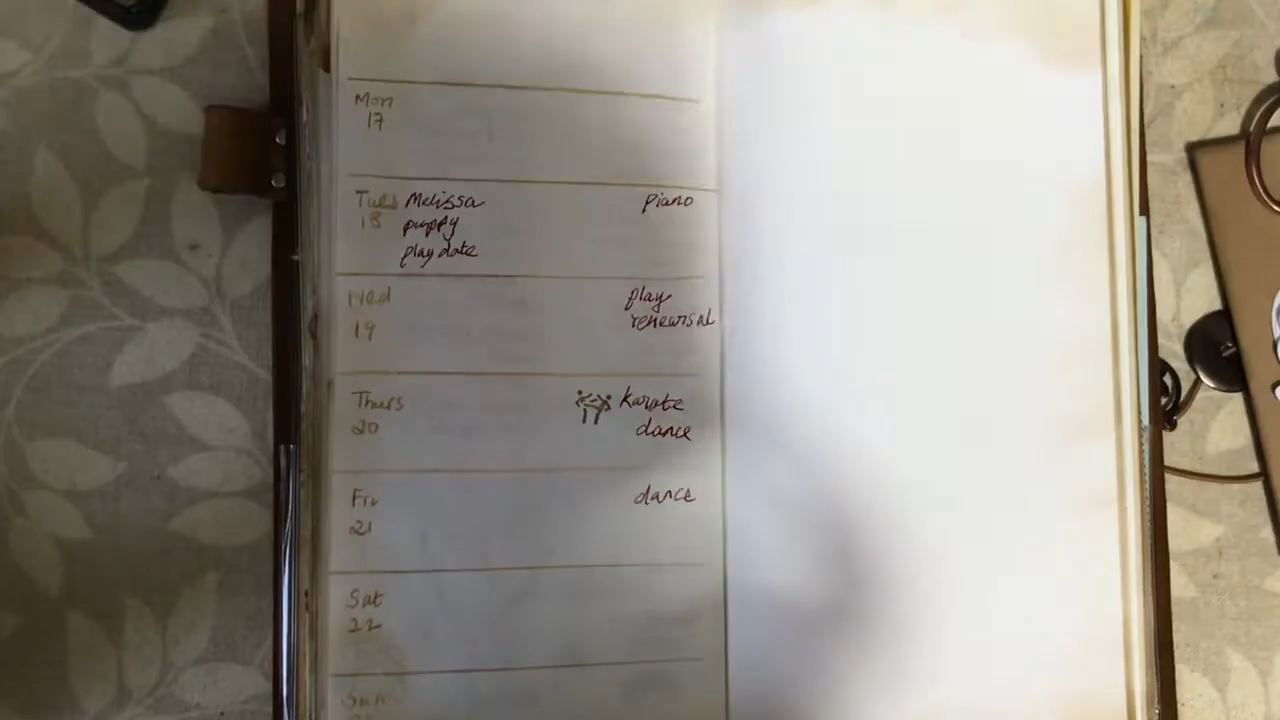 Mon
17
Tues Melissa piano
18 puppy
play date
Wed play
19 rehearsal
Thurs Karate
20 dance
Fri dance
21
Sat
22
Sun